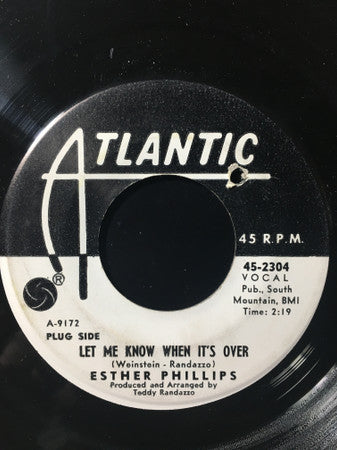 ATLANTIC
45 R.P.M.
45-2304
VOCAL
Pub., South
Mountain, BMI
Time: 2:19
®
A-9172
PLUG SIDE
LET ME KNOW WHEN IT'S OVER
(Weinstein - Randazzo)
ESTHER PHILLIPS
Produced and Arranged by
Teddy Randazzo